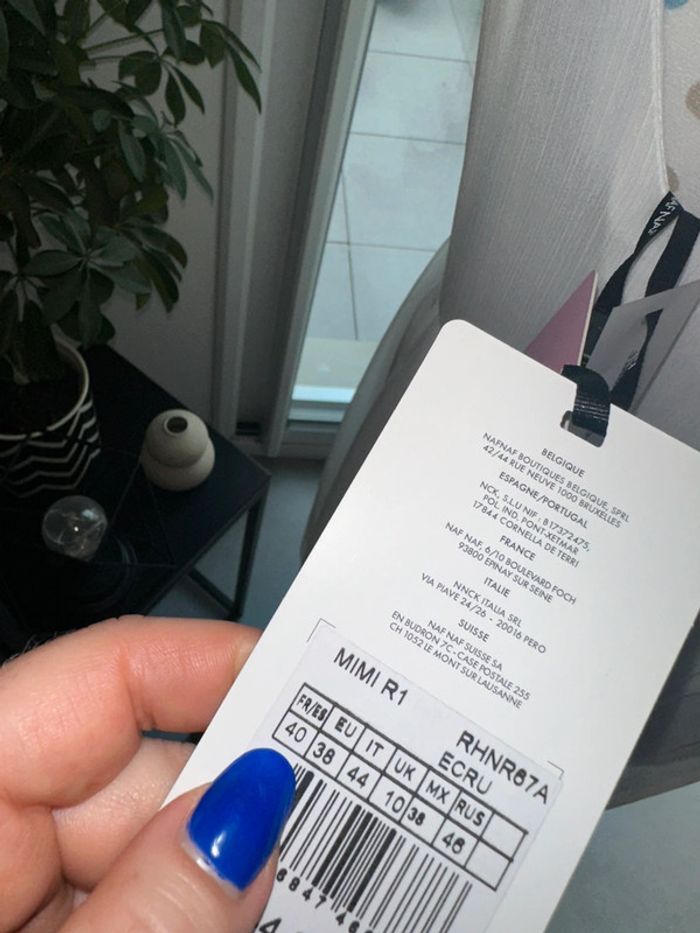 BELGIQUE
NAFNAF BOUTIQUES BELGIQUE, SPRL
42/44 RUE NEUVE 1000 BRUXELLES
ESPAGNE/PORTUGAL
NCK, S.L.U NIF : B17372475,
POL. IND. PONT-XETMAR
17844 CORNELLA DE TERRI
FRANCE
NAF NAF, 6/10 BOULEVARD FOCH
93800 EPINAY SUR SEINE
ITALIE
NNCK ITALIA SRL
VIA PIAVE 24/26 - 20016 PERO
SUISSE
NAF NAF SUISSE SA
EN BUDRON 7C - CASE POSTALE 255
CH 1052 LE MONT SUR LAUSANNE
MIMI R1
RHNR67A
ECRU
FR/ES EU IT UK MX RUS
40 38 44 10 38 46